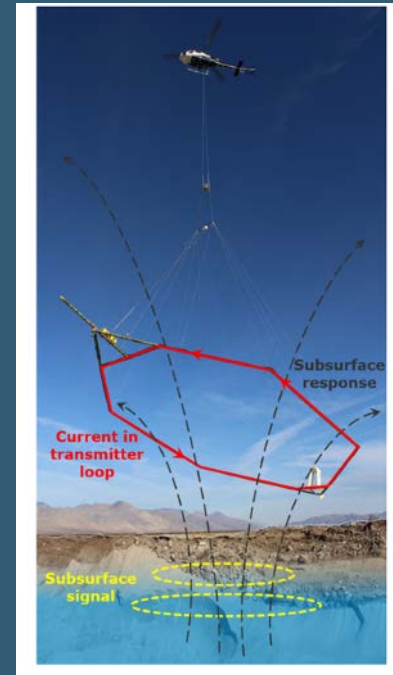 Subsurface
response
Current in
transmitter
loop
Subsurface
signal